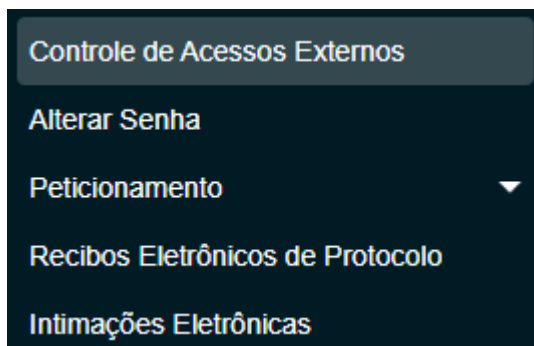 Controle de Acessos Externos
Alterar Senha
Peticionamento
Recibos Eletrônicos de Protocolo
Intimações Eletrônicas